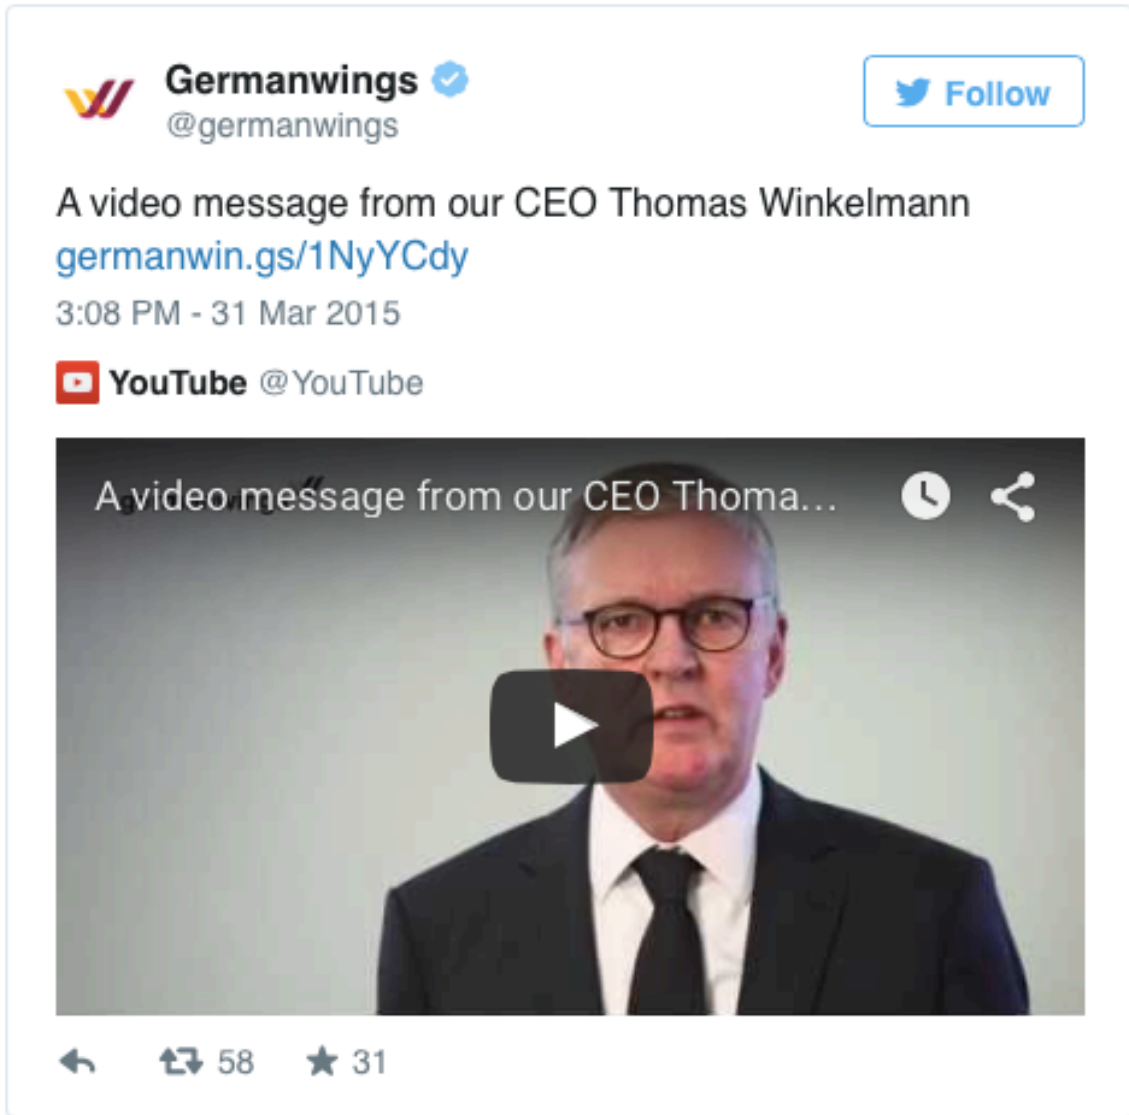 Germanwings
@germanwings
Follow
A video message from our CEO Thomas Winkelmann
germanwin.gs/1NyYCdy
3:08 PM - 31 Mar 2015
YouTube @YouTube
A video message from our CEO Thoma...
58 31